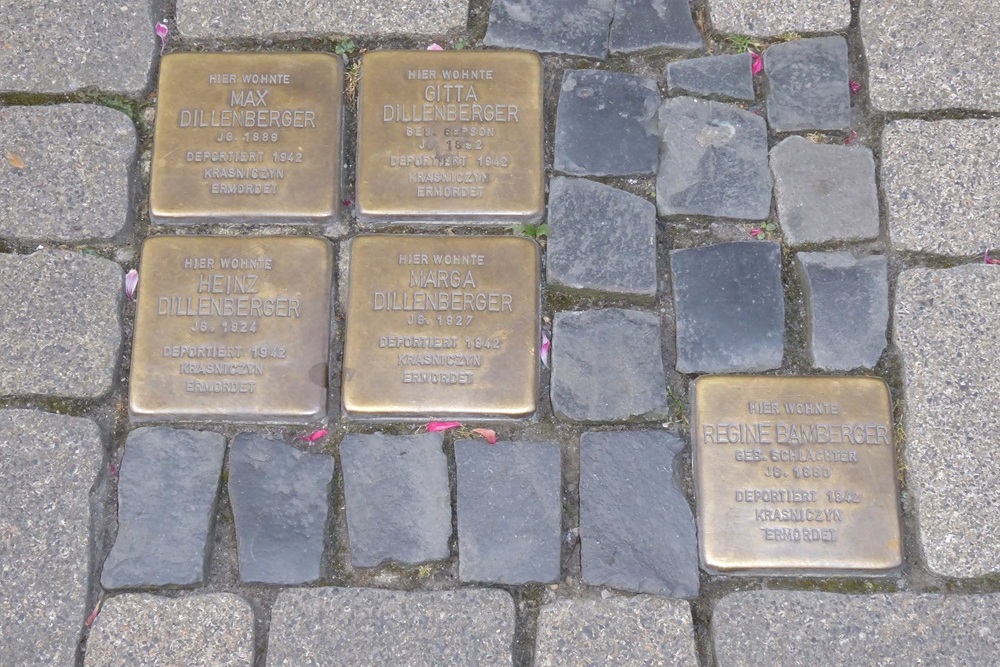 HIER WOHNTE
MAX
DILLENBERGER
JG. 1889
DEPORTIERT 1942
KRASNICZYN
ERMORDET
HIER WOHNTE
GITTA
DILLENBERGER
GEB. SEPSON
JG.
DEPORTIERT 1942
KRASNICZYN
ERMORDET
HIER WOHNTE
HEINZ
DILLENBERGER
JG. 1924
DEPORTIERT 1942
KRASNICZYN
ERMORDET
HIER WOHNTE
MARGA
DILLENBERGER
JG. 1927
DEPORTIERT 1942
KRASNICZYN
ERMORDET
HIER WOHNTE
REGINE BAMBERGER
GEB. SCHLACHTER
JG. 1880
DEPORTIERT 1942
KRASNICZYN
ERMORDET